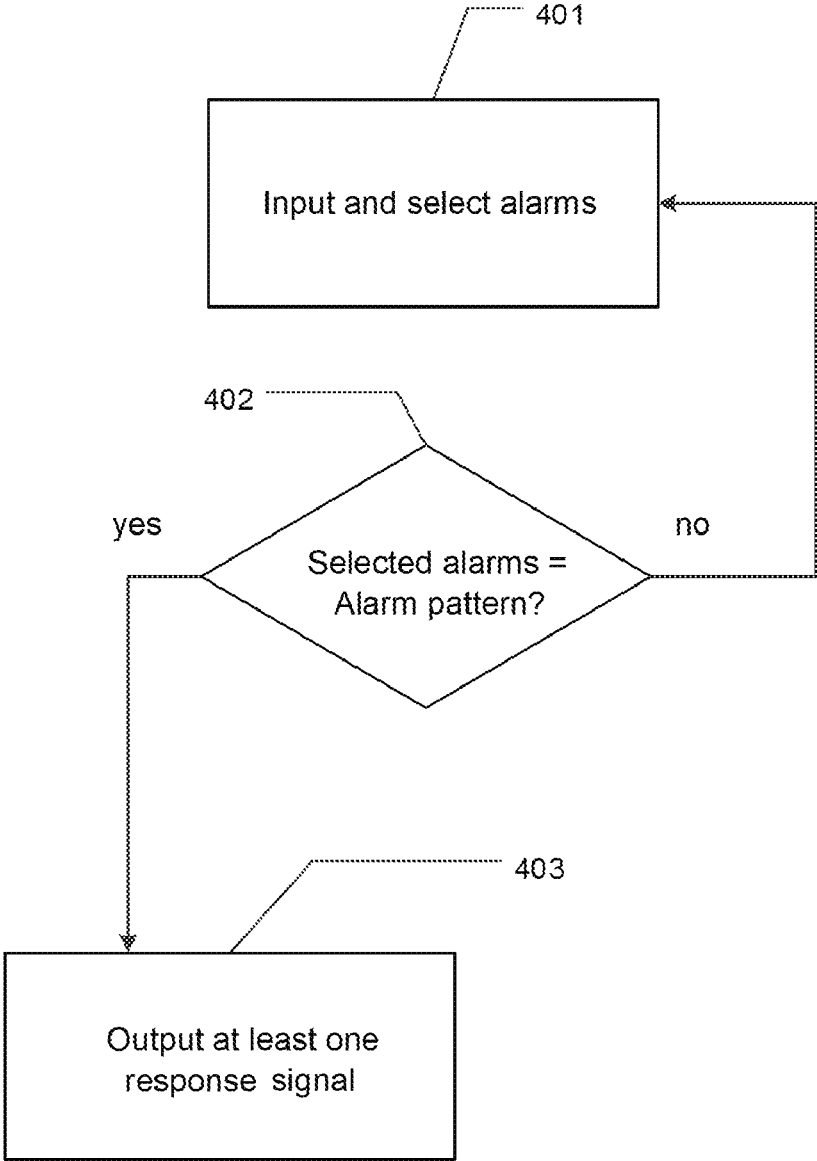 401
Input and select alarms
402
yes
no
Selected alarms =
Alarm pattern?
403
Output at least one
response signal